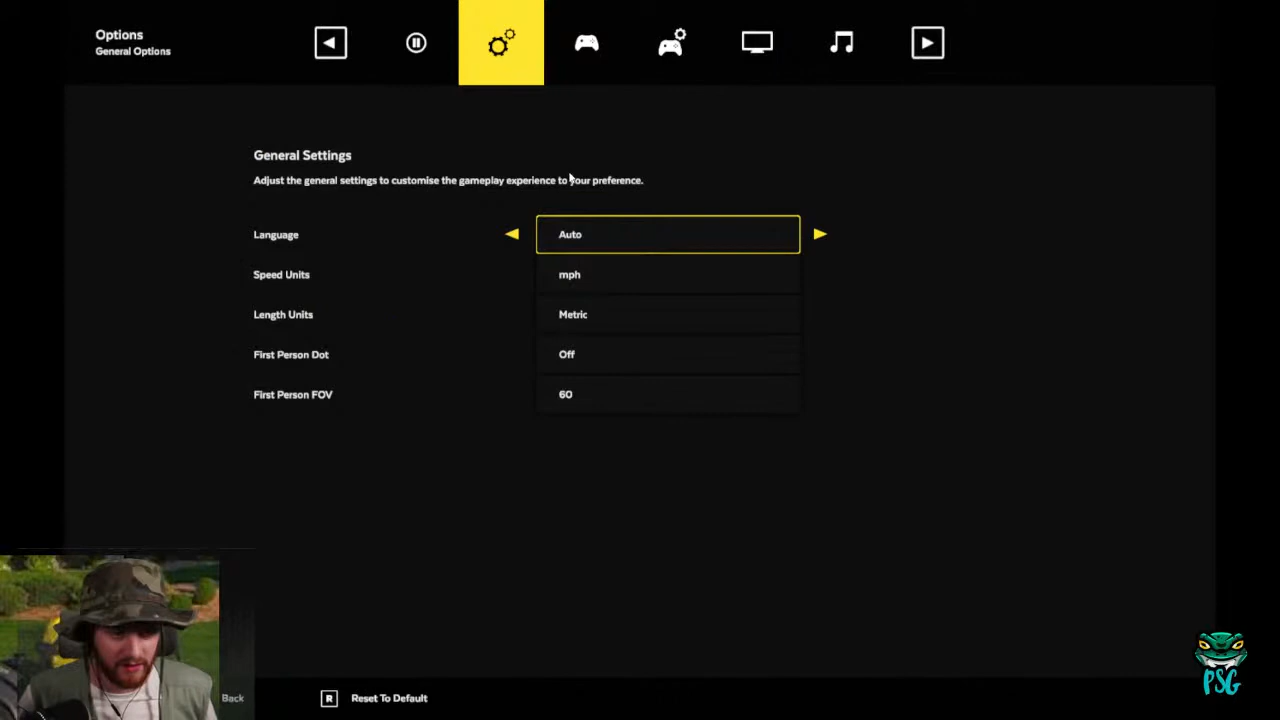 Options
General Options
General Settings
Adjust the general settings to customise the gameplay experience to your preference.
Language Auto
Speed Units mph
Length Units Metric
First Person Dot Off
First Person FOV 60
Back R Reset To Default
PSG